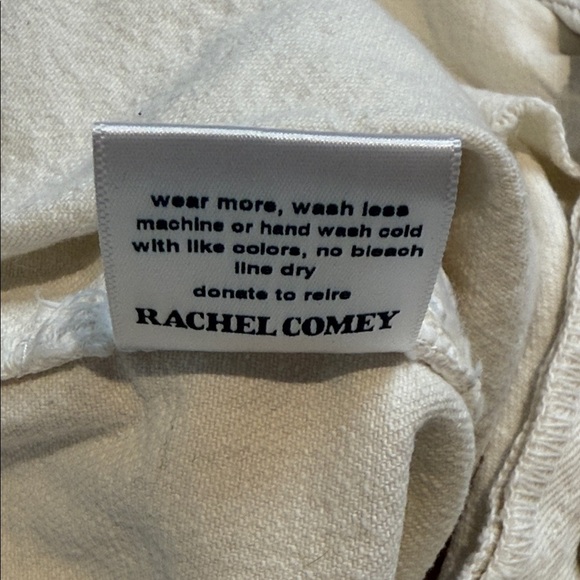 wear more, wash less
machine or hand wash cold
with like colors, no bleach
line dry
donate to reire
RACHEL COMEY